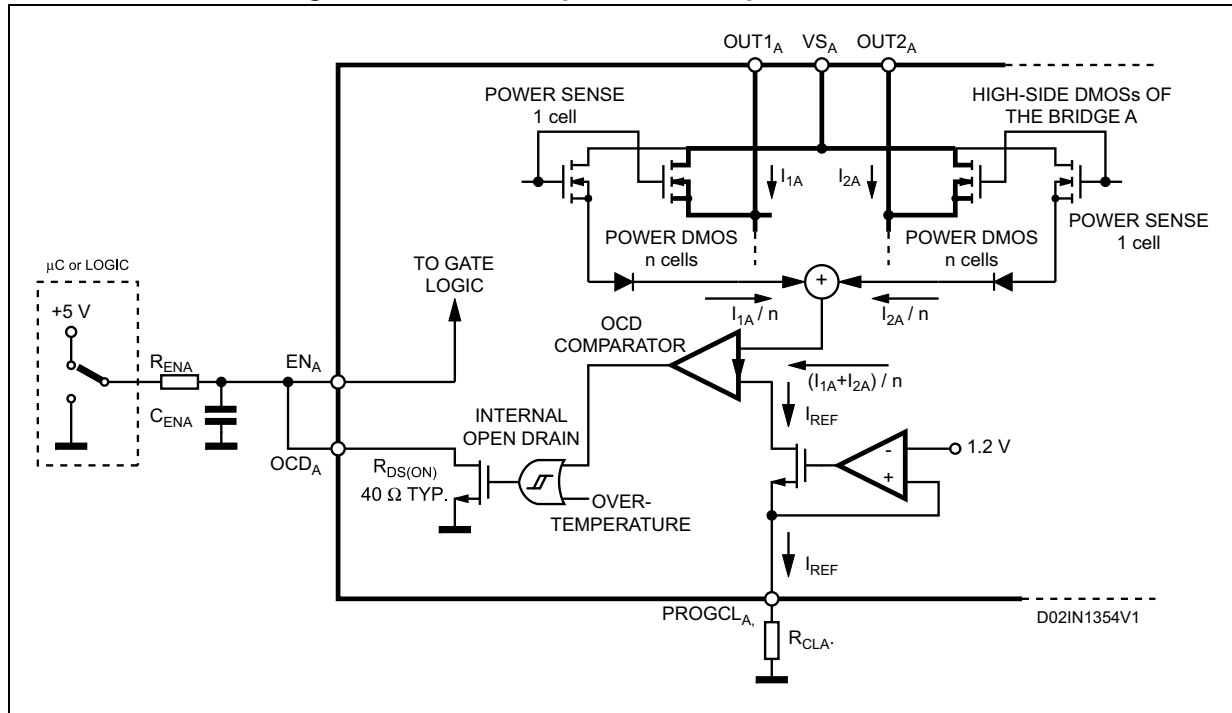 OUT1A VSA OUT2A
POWER SENSE
1 cell
HIGH-SIDE DMOSs OF
THE BRIDGE A
I1A I2A
POWER DMOS
n cells
POWER DMOS
n cells
POWER SENSE
1 cell
µC or LOGIC
+5 V
TO GATE
LOGIC
+
I1A / n I2A / n
OCD
COMPARATOR
RENA
ENA
(I1A+I2A) / n
CENA
IREF
INTERNAL
OPEN DRAIN
- 1.2 V
+
OCDA
RDS(ON)
40 Ω TYP.
OVER-
TEMPERATURE
IREF
PROGCLA,
D02IN1354V1
RCLA.